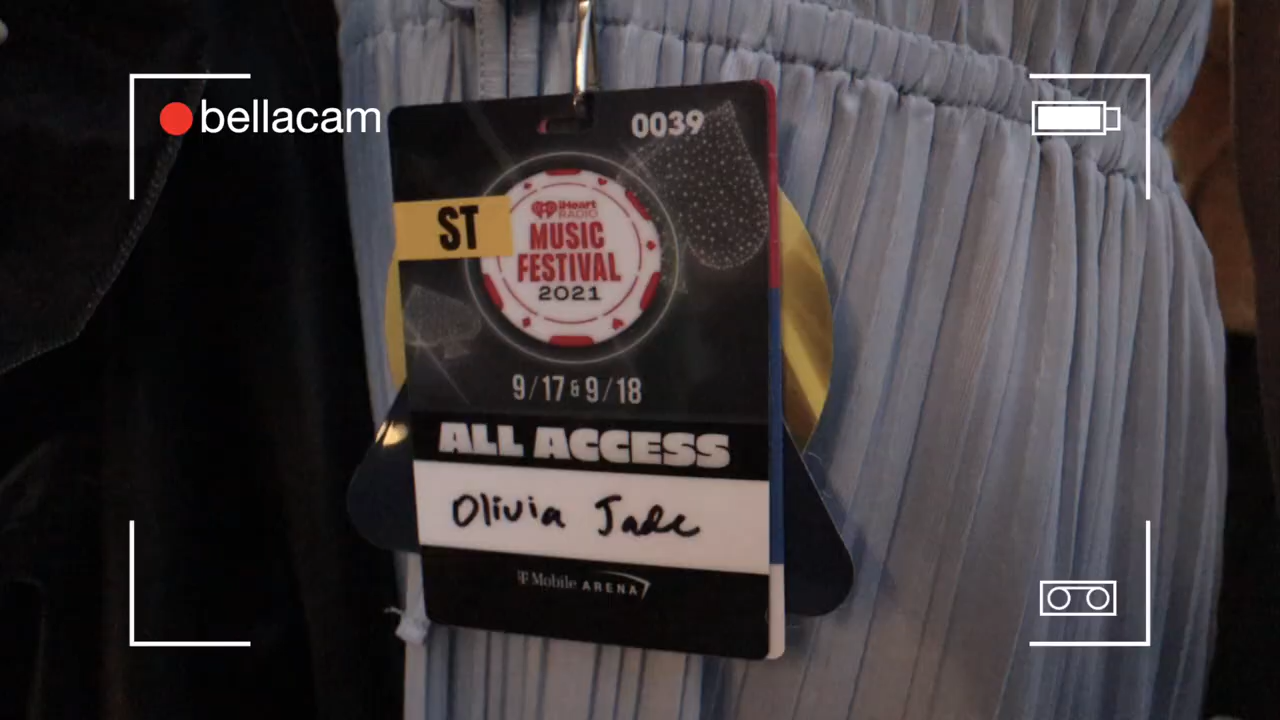 bellacam
0039
ST
iHeart
RADIO
MUSIC
FESTIVAL
2021
9/17 & 9/18
ALL ACCESS
Olivia Jade
T Mobile ARENA